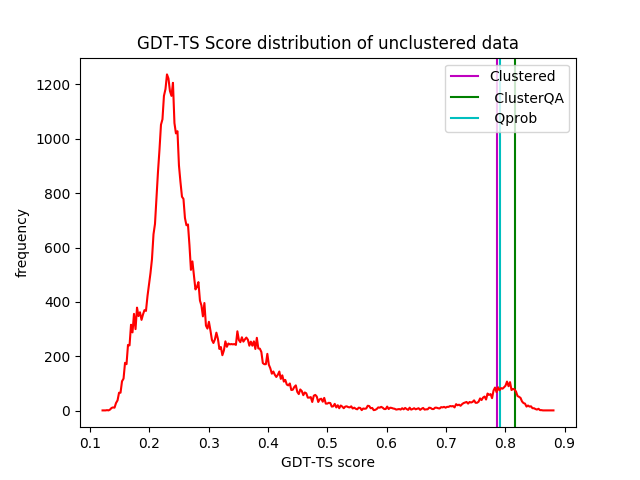 GDT-TS Score distribution of unclustered data
Clustered
ClusterQA
Qprob
1200
1000
800
600
400
200
0
frequency
0.1 0.2 0.3 0.4 0.5 0.6 0.7 0.8 0.9
GDT-TS score